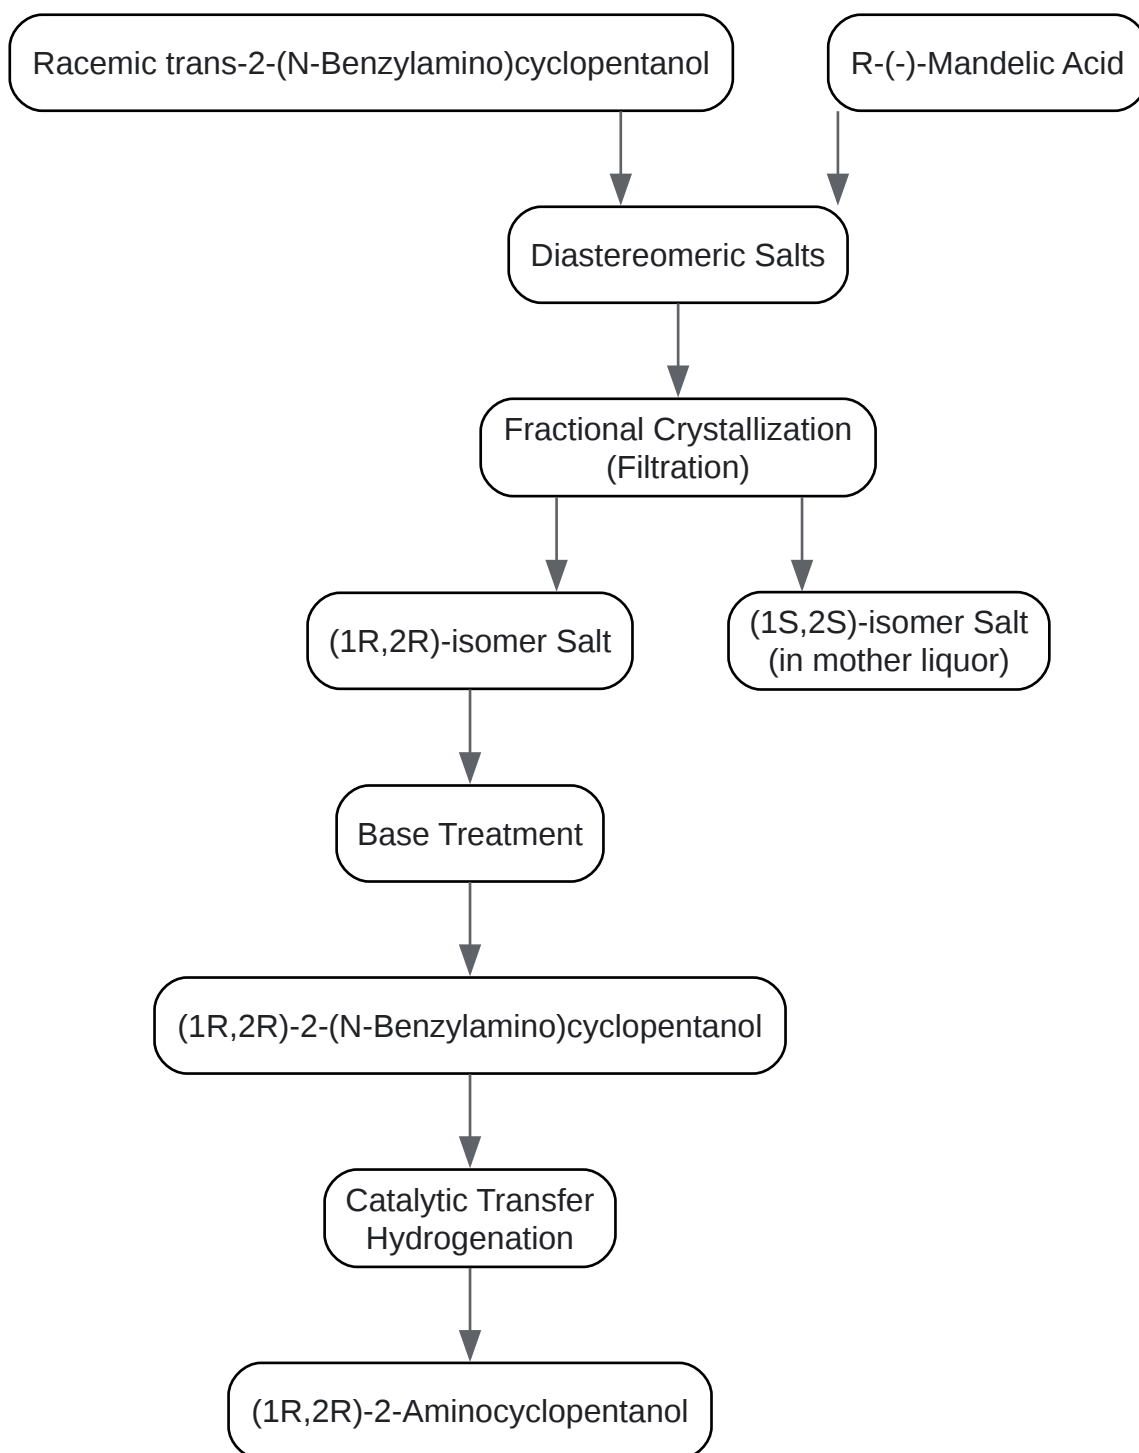 Racemic trans-2-(N-Benzylamino)cyclopentanol
R-(-)-Mandelic Acid
Diastereomeric Salts
Fractional Crystallization
(Filtration)
(1R,2R)-isomer Salt
(1S,2S)-isomer Salt
(in mother liquor)
Base Treatment
(1R,2R)-2-(N-Benzylamino)cyclopentanol
Catalytic Transfer
Hydrogenation
(1R,2R)-2-Aminocyclopentanol